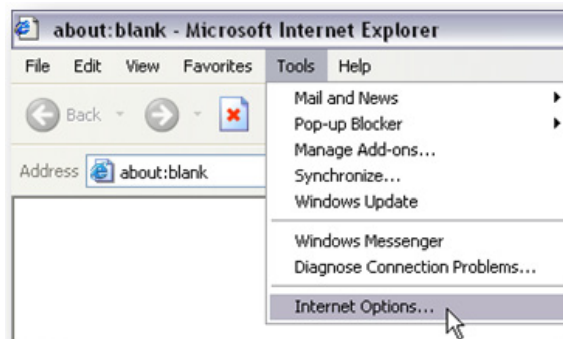 about:blank - Microsoft Internet Explorer
File Edit View Favorites Tools Help
Back
Address about:blank
Mail and News
Pop-up Blocker
Manage Add-ons...
Synchronize...
Windows Update
Windows Messenger
Diagnose Connection Problems...
Internet Options...